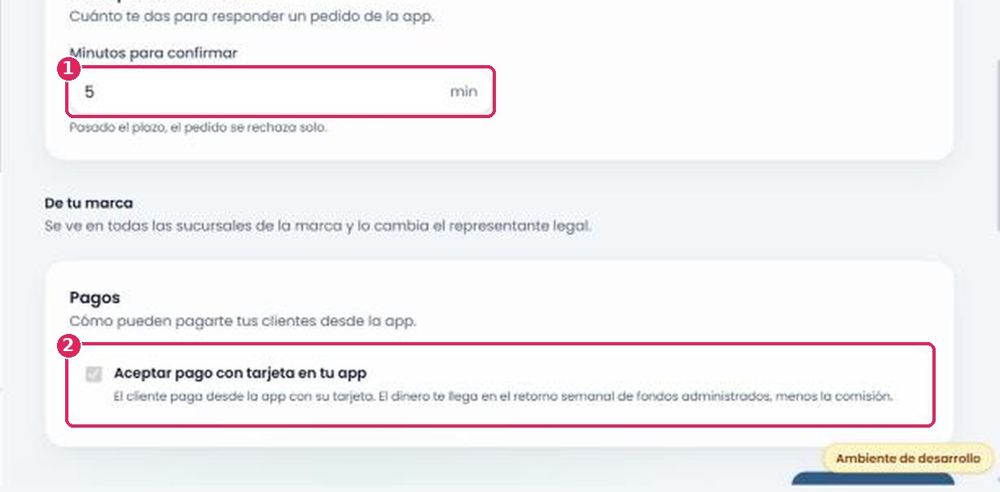 Cuánto te das para responder un pedido de la app.
Minutos para confirmar
1
5 min
Pasado el plazo, el pedido se rechaza solo.
De tu marca
Se ve en todas las sucursales de la marca y lo cambia el representante legal.
Pagos
Cómo pueden pagarte tus clientes desde la app.
2
Aceptar pago con tarjeta en tu app
El cliente paga desde la app con su tarjeta. El dinero te llega en el retorno semanal de fondos administrados, menos la comisión.
Ambiente de desarrollo